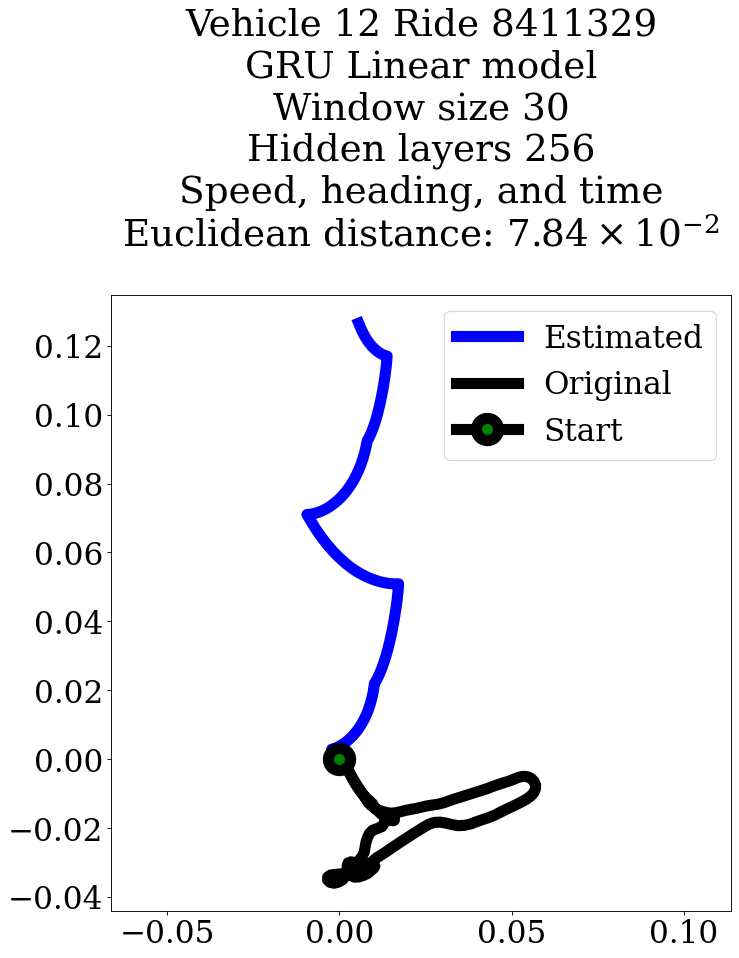 Vehicle 12 Ride 8411329
GRU Linear model
Window size 30
Hidden layers 256
Speed, heading, and time
Euclidean distance: 7.84 × 10⁻²
Estimated
Original
Start
0.12
0.10
0.08
0.06
0.04
0.02
0.00
−0.02
−0.04
−0.05 0.00 0.05 0.10